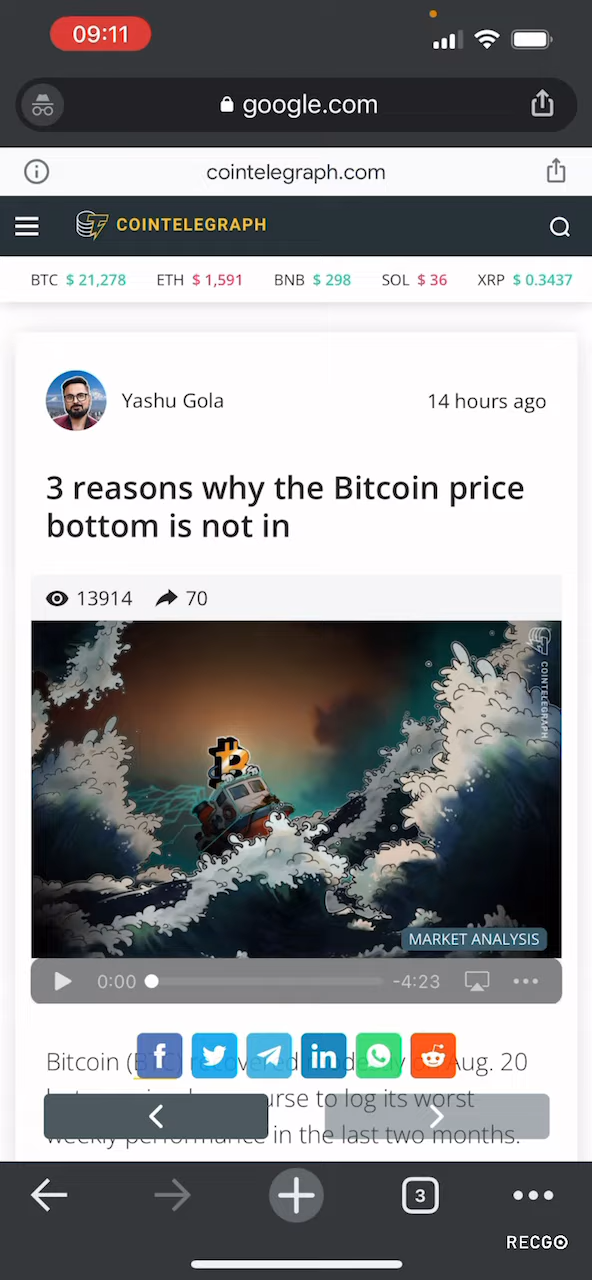 09:11
google.com
cointelegraph.com
COINTELEGRAPH
BTC $ 21,278 ETH $ 1,591 BNB $ 298 SOL $ 36 XRP $ 0.3437
Yashu Gola 14 hours ago
3 reasons why the Bitcoin price
bottom is not in
13914 70
COINTELEGRAPH
MARKET ANALYSIS
0:00 -4:23
Bitcoin (BTC) recovered Aug. 20
to log its worst
weekly performance in the last two months.
3
RECGO